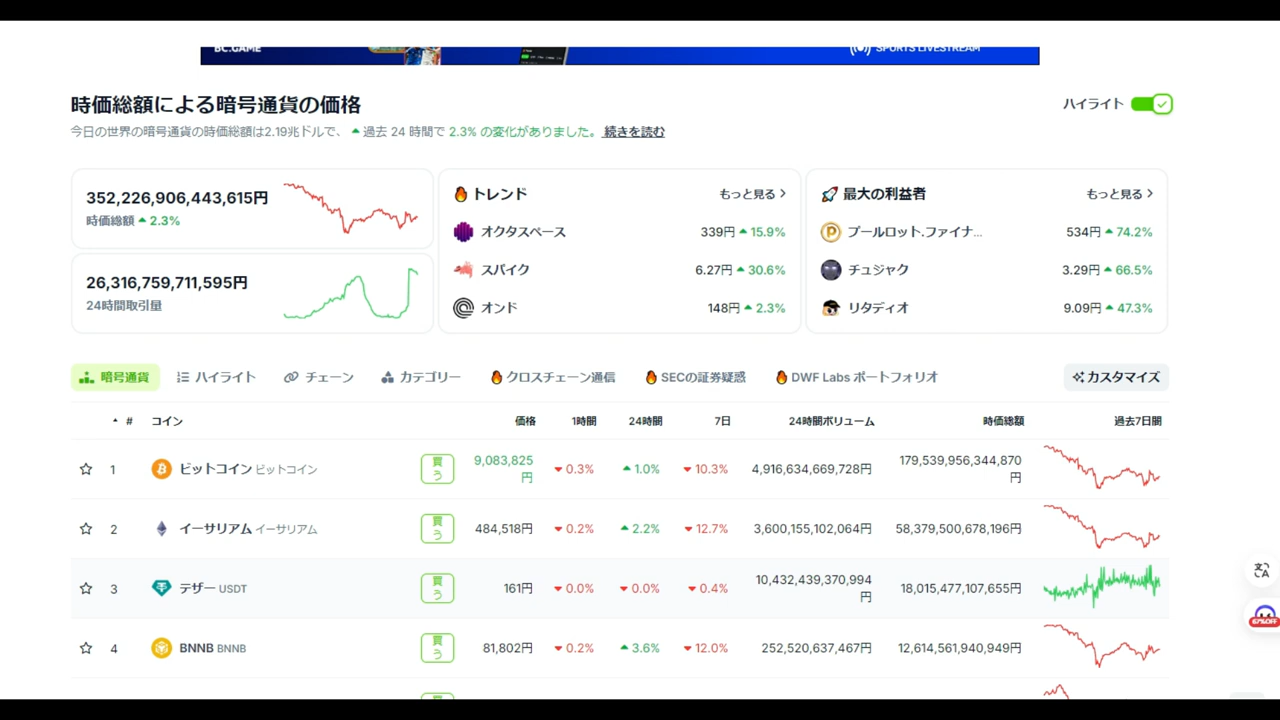 BC.GAME
SPORTS LIVESTREAM
時価総額による暗号通貨の価格
ハイライト
今日の世界の暗号通貨の時価総額は2.19兆ドルで、 過去 24 時間で 2.3% の変化がありました。 続きを読む
352,226,906,443,615円
時価総額 2.3%
26,316,759,711,595円
24時間取引量
トレンド もっと見る
オクタスペース 339円 15.9%
スパイク 6.27円 30.6%
オンド 148円 2.3%
最大の利益者 もっと見る
プールロット.ファイナ... 534円 74.2%
チュジャク 3.29円 66.5%
リタディオ 9.09円 47.3%
暗号通貨 ハイライト チェーン カテゴリー クロスチェーン通信 SECの証券疑惑 DWF Labs ポートフォリオ カスタマイズ
# コイン 価格 1時間 24時間 7日 24時間ボリューム 時価総額 過去7日間
1 ビットコイン ビットコイン 買う 9,083,825円 0.3% 1.0% 10.3% 4,916,634,669,728円 179,539,956,344,870円
2 イーサリアム イーサリアム 買う 484,518円 0.2% 2.2% 12.7% 3,600,155,102,064円 58,379,500,678,196円
3 テザー USDT 買う 161円 0.0% 0.0% 0.4% 10,432,439,370,994円 18,015,477,107,655円
4 BNNB BNNB 買う 81,802円 0.2% 3.6% 12.0% 252,520,637,467円 12,614,561,940,949円
67%OFF